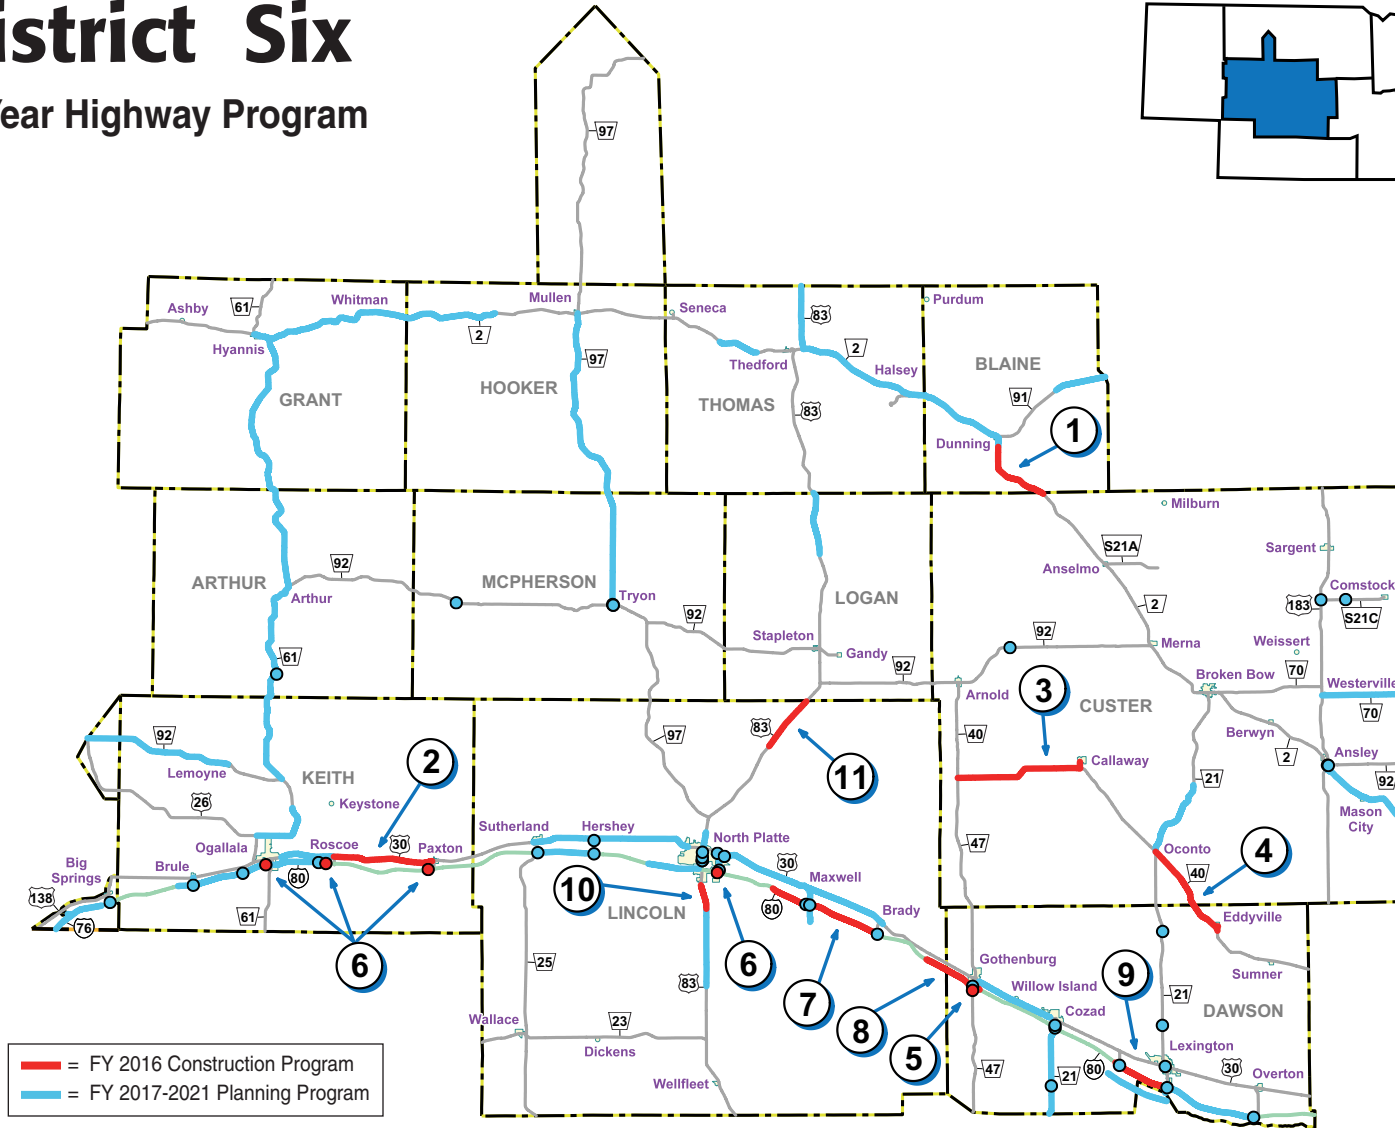 istrict Six
Year Highway Program
97
Ashby
61
Whitman
Mullen
Seneca
Purdum
83
2
Hyannis
97
Thedford
2
Halsey
BLAINE
GRANT
HOOKER
THOMAS
83
91
1
Dunning
Milburn
S21A
Sargent
Anselmo
ARTHUR
92
MCPHERSON
Arthur
Tryon
LOGAN
Comstock
183
S21C
2
92
Stapleton
Gandy
92
Merna
Weissert
61
92
3
Broken Bow
70
Westerville
Arnold
CUSTER
70
83
40
Berwyn
92
97
2
Ansley
Lemoyne
KEITH
2
11
Callaway
21
92
26
Keystone
Mason
City
Sutherland
Hershey
North Platte
Ogallala
Roscoe
30
Paxton
47
Oconto
4
Big
Springs
Brule
80
30
Maxwell
40
138
10
LINCOLN
80
Brady
61
76
Eddyville
6
6
7
Gothenburg
9
25
83
Willow Island
Sumner
8
Cozad
21
DAWSON
Wallace
23
5
Lexington
Dickens
80
30
Overton
47
21
Wellfleet
= FY 2016 Construction Program
= FY 2017-2021 Planning Program